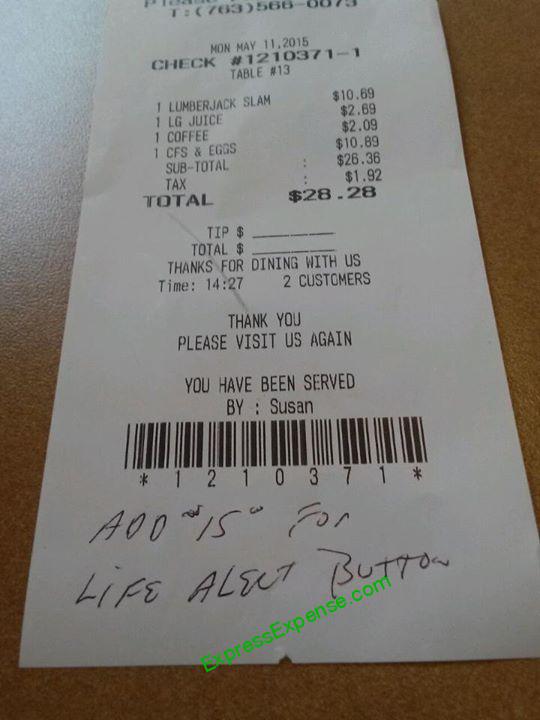 T:(763)566-0073
MON MAY 11,2015
CHECK #1210371-1
TABLE #13
1 LUMBERJACK SLAM $10.69
1 LG JUICE $2.69
1 COFFEE $2.09
1 CFS & EGGS $10.89
SUB-TOTAL : $26.36
TAX : $1.92
TOTAL $28.28
TIP $ ________
TOTAL $ ________
THANKS FOR DINING WITH US
Time: 14:27 2 CUSTOMERS
THANK YOU
PLEASE VISIT US AGAIN
YOU HAVE BEEN SERVED
BY : Susan
* 1 2 1 0 3 7 1 *
ADD $15 FOR
LIFE ALERT BUTTON
ExpressExpense.com